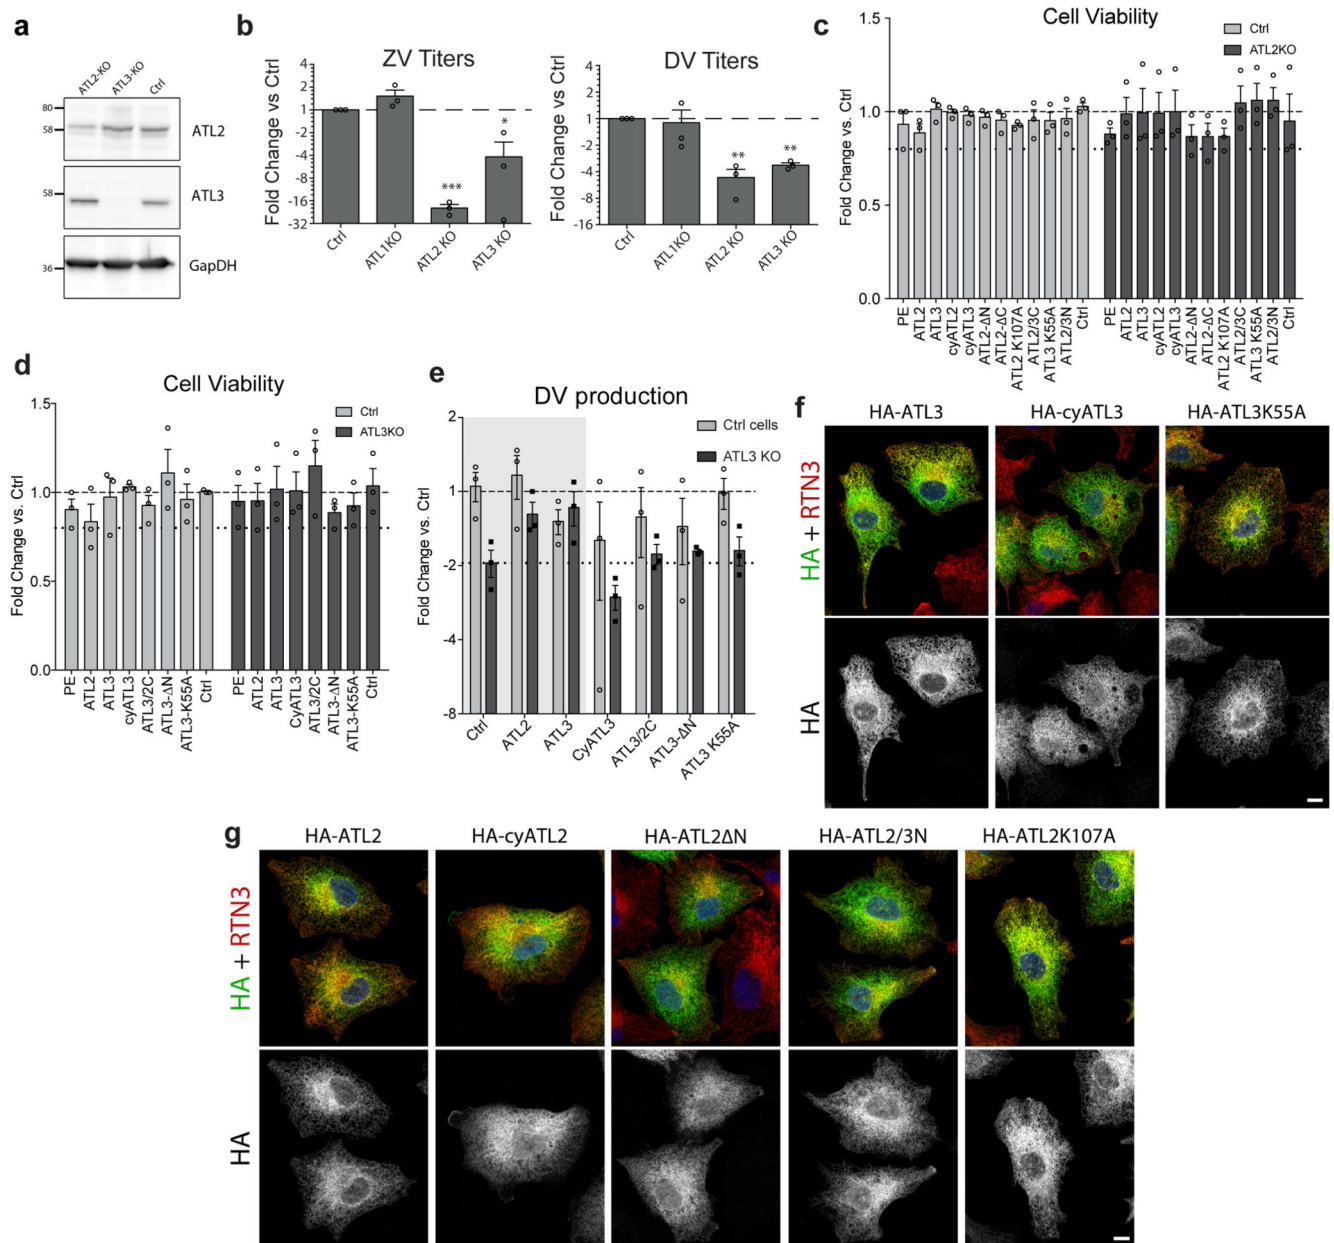 a
ATL2-KO
ATL3-KO
Ctrl
80
58
ATL2
58
ATL3
36
GapDH
b
ZV Titers
Fold Change vs Ctrl
4
2
1
-2
-4
-8
-16
-32
***
*
Ctrl
ATL1KO
ATL2 KO
ATL3 KO
DV Titers
Fold Change vs Ctrl
4
2
1
-2
-4
-8
-16
**
**
Ctrl
ATL1KO
ATL2 KO
ATL3 KO
c
Cell Viability
Ctrl
ATL2KO
Fold Change vs. Ctrl
1.5
1.0
0.5
0.0
PE
ATL2
ATL3
cyATL2
cyATL3
ATL2-ΔN
ATL2-ΔC
ATL2 K107A
ATL2/3C
ATL3 K55A
ATL2/3N
Ctrl
PE
ATL2
ATL3
cyATL2
cyATL3
ATL2-ΔN
ATL2-ΔC
ATL2 K107A
ATL2/3C
ATL3 K55A
ATL2/3N
Ctrl
d
Cell Viability
Ctrl
ATL3KO
Fold Change vs. Ctrl
1.5
1.0
0.5
0.0
PE
ATL2
ATL3
cyATL3
ATL3/2C
ATL3-ΔN
ATL3-K55A
Ctrl
PE
ATL2
ATL3
CyATL3
ATL3/2C
ATL3-ΔN
ATL3-K55A
Ctrl
e
DV production
Ctrl cells
ATL3 KO
Fold Change vs. Ctrl
2
1
-2
-4
-8
Ctrl
ATL2
ATL3
CyATL3
ATL3/2C
ATL3-ΔN
ATL3 K55A
f
HA-ATL3
HA-cyATL3
HA-ATL3K55A
HA + RTN3
HA
g
HA-ATL2
HA-cyATL2
HA-ATL2ΔN
HA-ATL2/3N
HA-ATL2K107A
HA + RTN3
HA